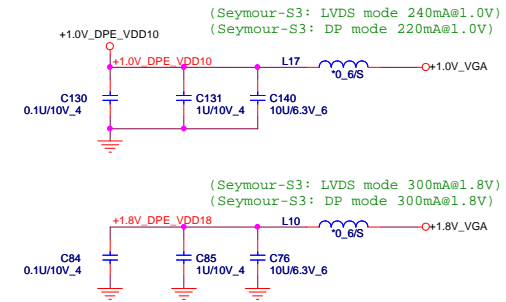 (Seymour-S3: LVDS mode 240mA@1.0V)
(Seymour-S3: DP mode 220mA@1.0V)
+1.0V_DPE_VDD10
+1.0V_DPE_VDD10 L17 +1.0V_VGA
*0_6/S
C130 C131 C140
0.1U/10V_4 1U/10V_4 10U/6.3V_6
(Seymour-S3: LVDS mode 300mA@1.8V)
(Seymour-S3: DP mode 300mA@1.8V)
+1.8V_DPE_VDD18 L10 +1.8V_VGA
*0_6/S
C84 C85 C76
0.1U/10V_4 1U/10V_4 10U/6.3V_6